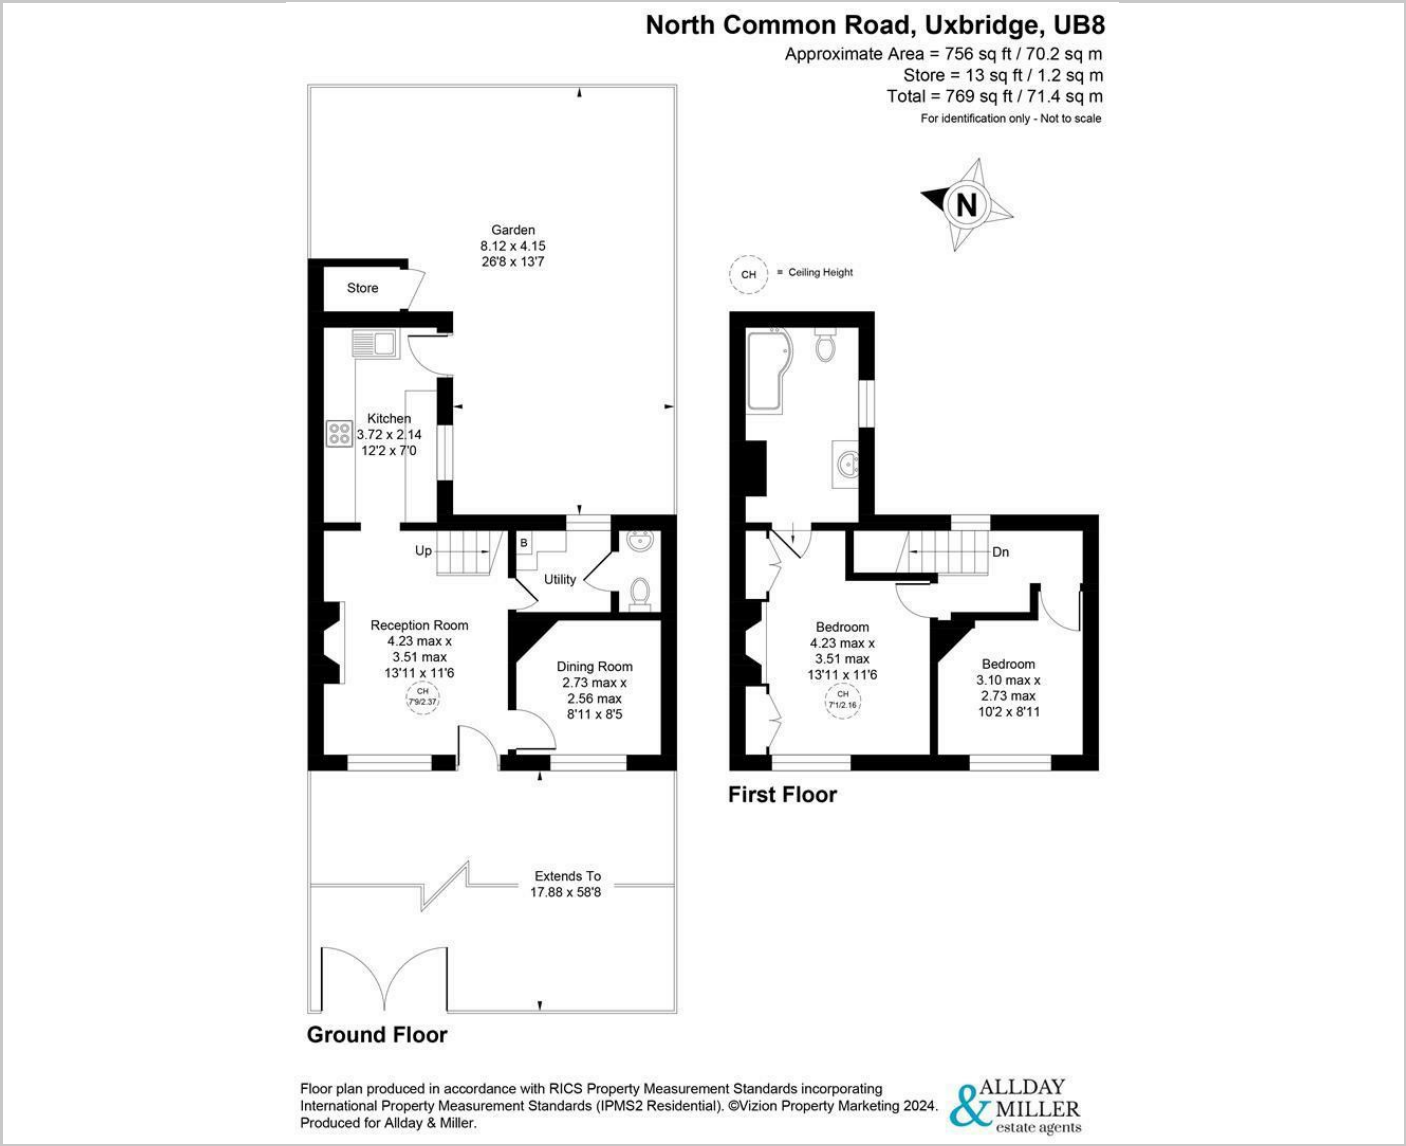 North Common Road, Uxbridge, UB8
Approximate Area = 756 sq ft / 70.2 sq m
Store = 13 sq ft / 1.2 sq m
Total = 769 sq ft / 71.4 sq m
For identification only - Not to scale
N
Garden
8.12 x 4.15
26'8 x 13'7
CH = Ceiling Height
Store
Kitchen
3.72 x 2.14
12'2 x 7'0
Up
B
Utility
Reception Room
4.23 max x
3.51 max
13'11 x 11'6
CH
7'9/2.37
Dining Room
2.73 max x
2.56 max
8'11 x 8'5
Dn
Bedroom
4.23 max x
3.51 max
13'11 x 11'6
CH
7'1/2.16
Bedroom
3.10 max x
2.73 max
10'2 x 8'11
First Floor
Extends To
17.88 x 58'8
Ground Floor
Floor plan produced in accordance with RICS Property Measurement Standards incorporating
International Property Measurement Standards (IPMS2 Residential). ©Vizion Property Marketing 2024.
Produced for Allday & Miller.
ALLDAY
& MILLER
estate agents